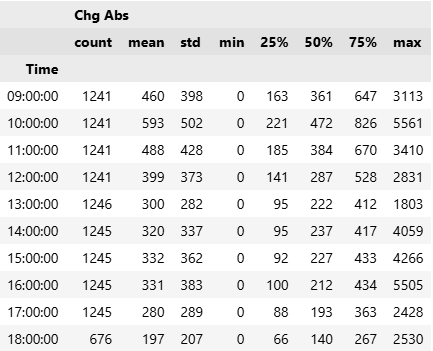 Chg Abs
count mean std min 25% 50% 75% max
Time
09:00:00 1241 460 398 0 163 361 647 3113
10:00:00 1241 593 502 0 221 472 826 5561
11:00:00 1241 488 428 0 185 384 670 3410
12:00:00 1241 399 373 0 141 287 528 2831
13:00:00 1246 300 282 0 95 222 412 1803
14:00:00 1245 320 337 0 95 237 417 4059
15:00:00 1245 332 362 0 92 227 433 4266
16:00:00 1245 331 383 0 100 212 434 5505
17:00:00 1245 280 289 0 88 193 363 2428
18:00:00 676 197 207 0 66 140 267 2530